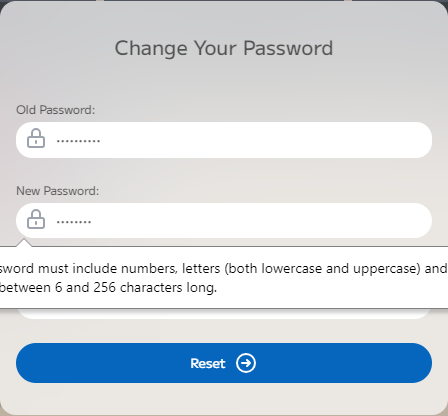 Change Your Password
Old Password:
••••••••••
New Password:
••••••••
must include numbers, letters (both lowercase and uppercase) and
between 6 and 256 characters long.
Reset